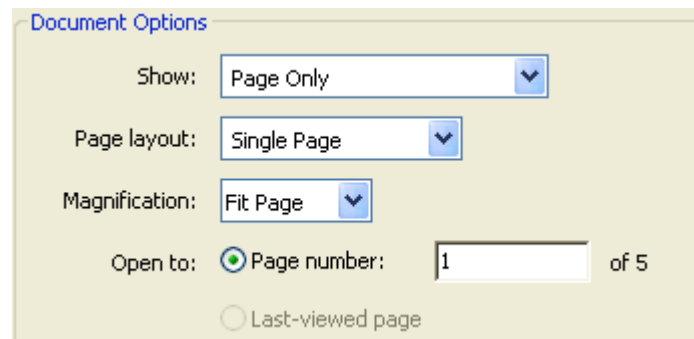 Document Options
Show: Page Only
Page layout: Single Page
Magnification: Fit Page
Open to: Page number: 1 of 5
Last-viewed page